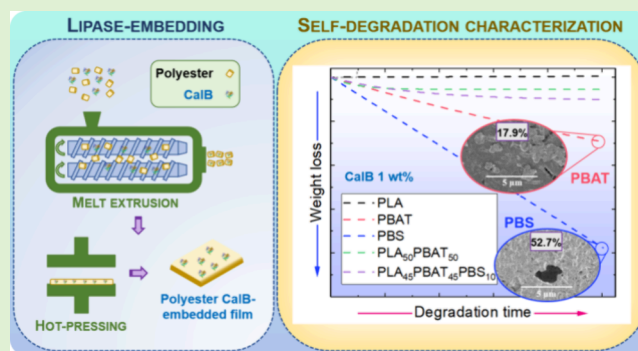 LIPASE-EMBEDDING
Polyester
CalB
MELT EXTRUSION
HOT-PRESSING
Polyester CalB-
embedded film
SELF-DEGRADATION CHARACTERIZATION
Weight loss
17.9%
5 µm
PBAT
CalB 1 wt%
PLA
PBAT
PBS
PLA₅₀PBAT₅₀
PLA₄₅PBAT₄₅PBS₁₀
PBS
52.7%
5 µm
Degradation time